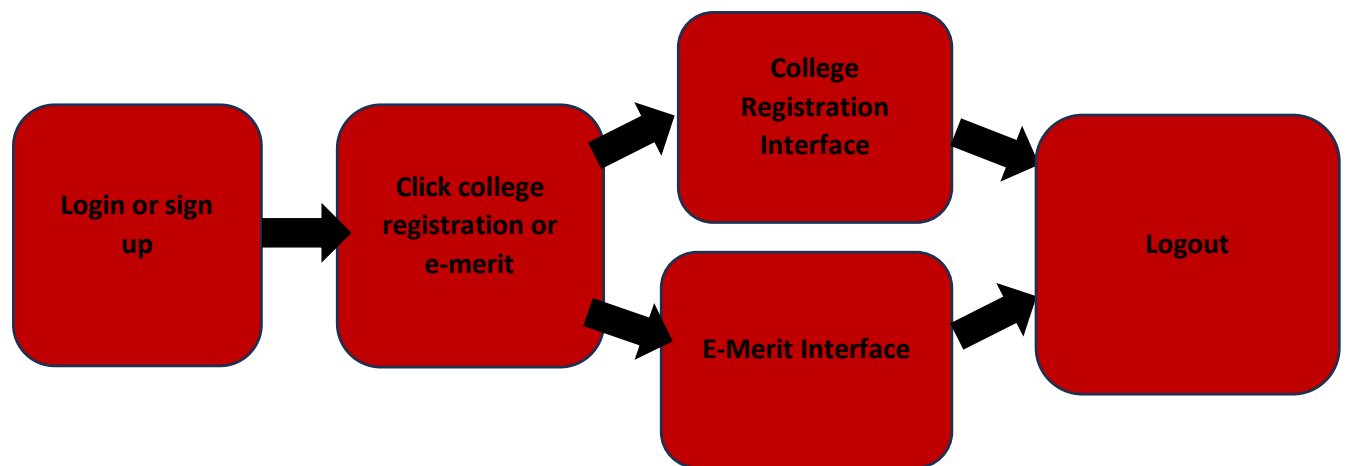 Login or sign
up
Click college
registration or
e-merit
College
Registration
Interface
E-Merit Interface
Logout